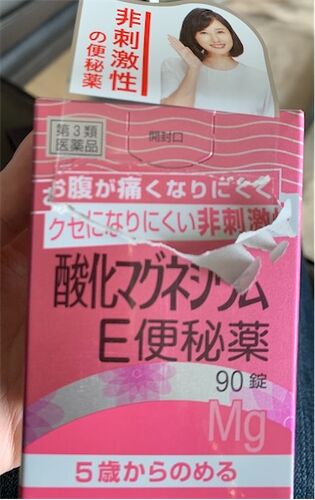 非刺激性
の便秘薬
第3類
医薬品
開封口
お腹が痛くなりにくく
クセになりにくい非刺激
酸化マグネシウム
E便秘薬
90錠
Mg
5歳からのめる